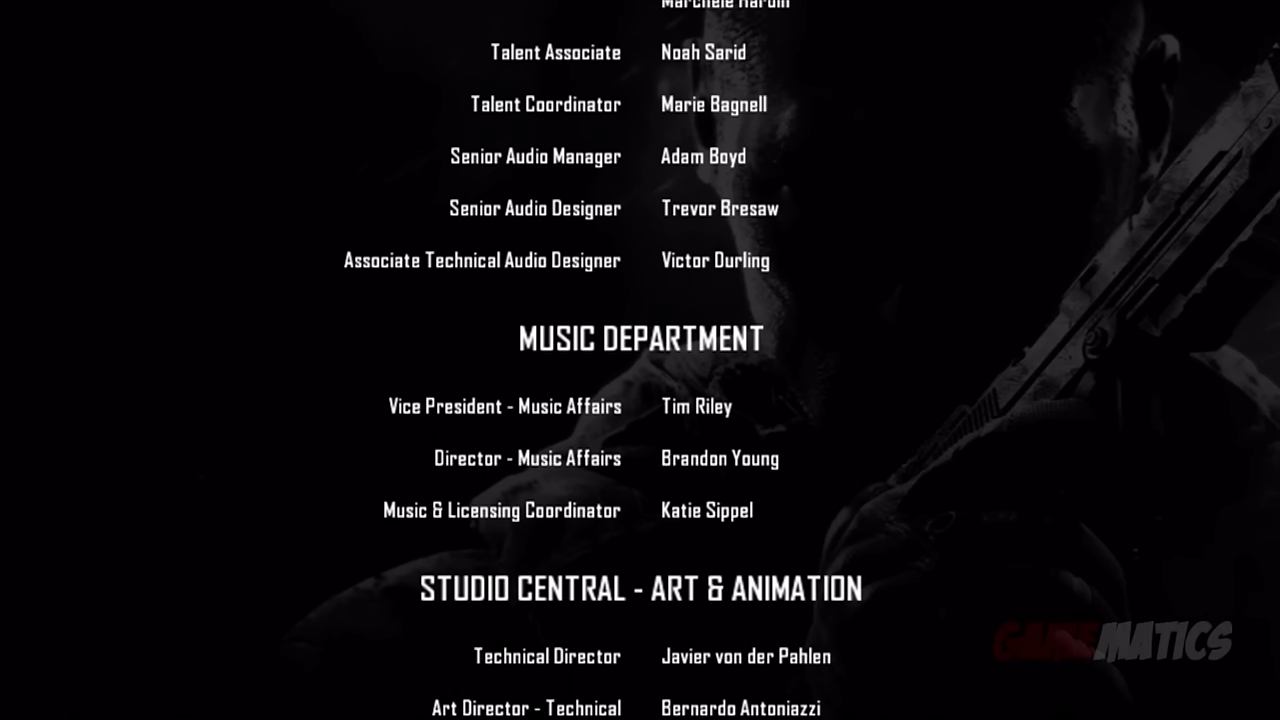 Marchele Hardin
Talent Associate Noah Sarid
Talent Coordinator Marie Bagnell
Senior Audio Manager Adam Boyd
Senior Audio Designer Trevor Bresaw
Associate Technical Audio Designer Victor Durling
MUSIC DEPARTMENT
Vice President - Music Affairs Tim Riley
Director - Music Affairs Brandon Young
Music & Licensing Coordinator Katie Sippel
STUDIO CENTRAL - ART & ANIMATION
Technical Director Javier von der Pahlen
Art Director - Technical Bernardo Antoniazzi
GAMEMATICS